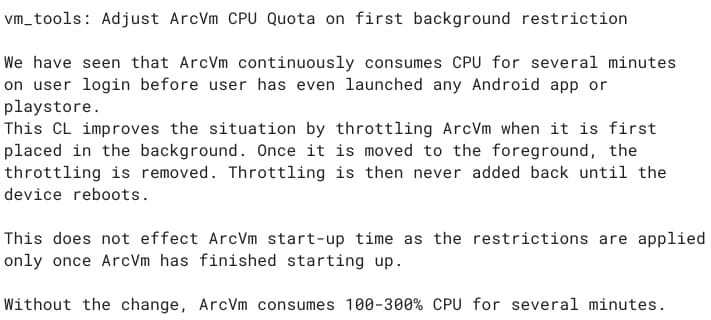 vm_tools: Adjust ArcVm CPU Quota on first background restriction
We have seen that ArcVm continuously consumes CPU for several minutes
on user login before user has even launched any Android app or
playstore.
This CL improves the situation by throttling ArcVm when it is first
placed in the background. Once it is moved to the foreground, the
throttling is removed. Throttling is then never added back until the
device reboots.
This does not effect ArcVm start-up time as the restrictions are applied
only once ArcVm has finished starting up.
Without the change, ArcVm consumes 100-300% CPU for several minutes.